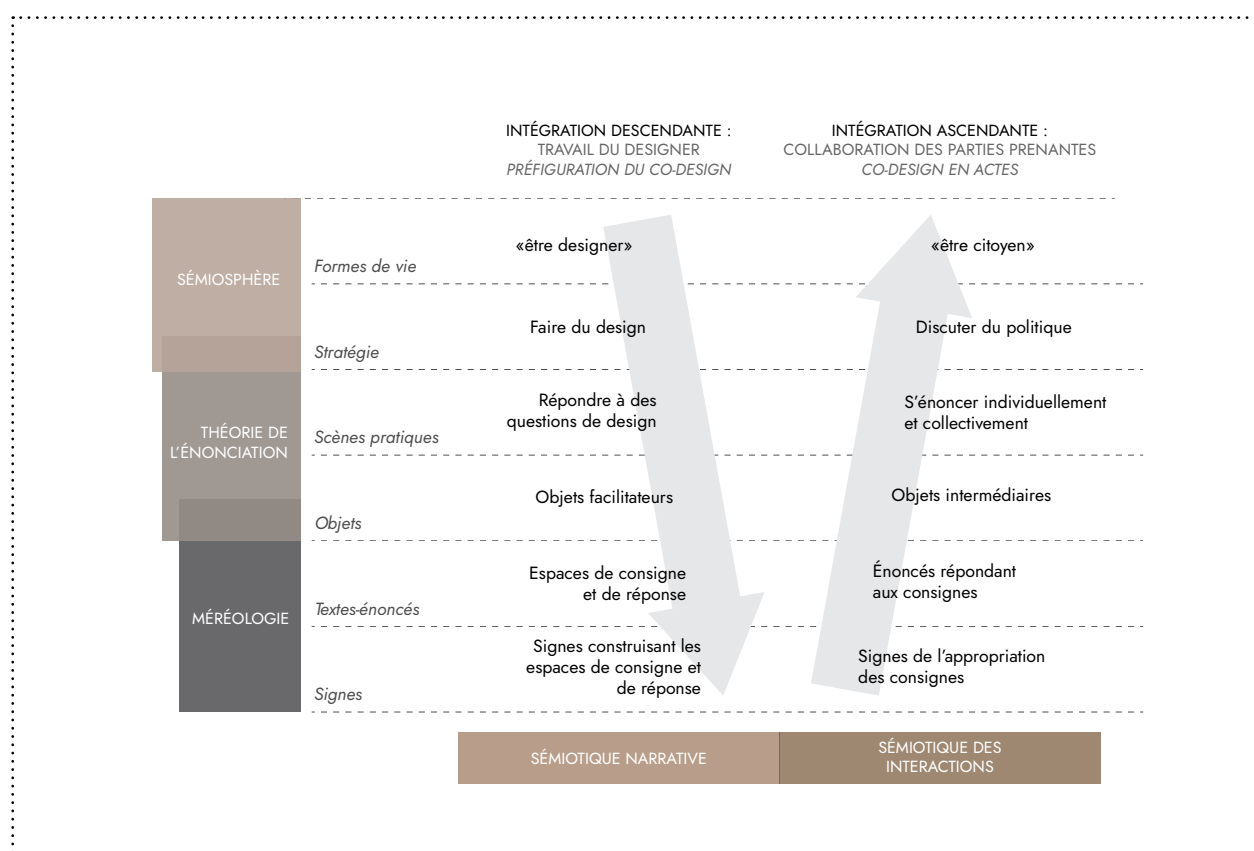 INTÉGRATION DESCENDANTE :
TRAVAIL DU DESIGNER
PRÉFIGURATION DU CO-DESIGN
INTÉGRATION ASCENDANTE :
COLLABORATION DES PARTIES PRENANTES
CO-DESIGN EN ACTES
SÉMIOSPHÈRE
Formes de vie
«être designer»
«être citoyen»
Stratégie
Faire du design
Discuter du politique
THÉORIE DE
L'ÉNONCIATION
Scènes pratiques
Répondre à des
questions de design
S'énoncer individuellement
et collectivement
Objets
Objets facilitateurs
Objets intermédiaires
MÉRÉOLOGIE
Textes-énoncés
Espaces de consigne
et de réponse
Énoncés répondant
aux consignes
Signes
Signes construisant les
espaces de consigne et
de réponse
Signes de l'appropriation
des consignes
SÉMIOTIQUE NARRATIVE
SÉMIOTIQUE DES
INTERACTIONS